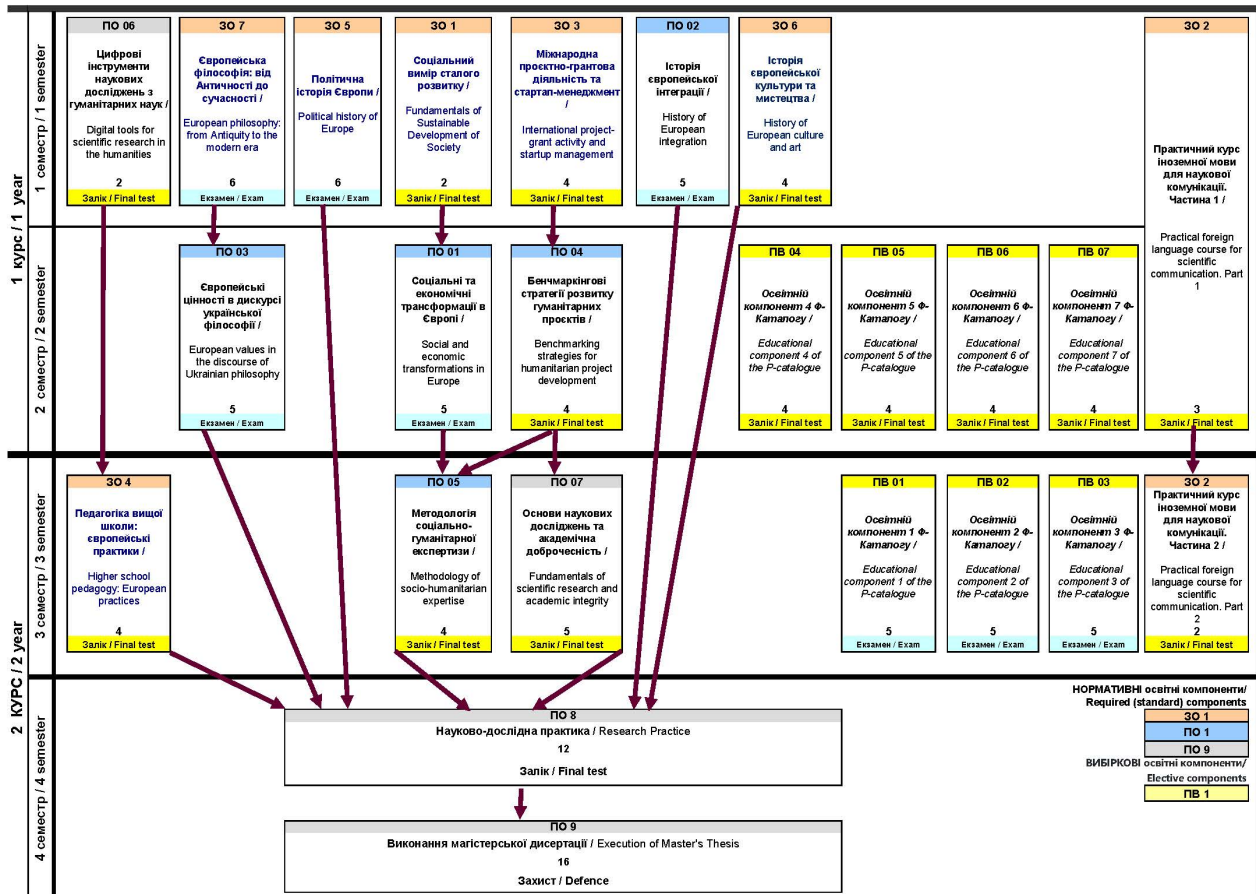 1 курс / 1 year
1 семестр / 1 semester
ПО 06
Цифрові
інструменти
наукових
досліджень з
гуманітарних наук /
Digital tools for
scientific research in
the humanities
2
Залік / Final test
ЗО 7
Європейська
філософія: від
Античності до
сучасності /
European philosophy:
from Antiquity to the
modern era
6
Екзамен / Exam
ЗО 5
Політична
історія Європи /
Political history of
Europe
6
Екзамен / Exam
ЗО 1
Соціальний
вимір сталого
розвитку /
Fundamentals of
Sustainable
Development of
Society
2
Залік / Final test
ЗО 3
Міжнародна
проєктно-грантова
діяльність та
стартап-менеджмент
/
International project-
grant activity and
startup management
4
Залік / Final test
ПО 02
Історія
європейської
інтеграції /
History of
European
integration
5
Екзамен / Exam
ЗО 6
Історія
європейської
культури та
мистецтва /
History of
European culture
and art
4
Залік / Final test
ЗО 2
Практичний курс
іноземної мови
для наукової
комунікації.
Частина 1 /
Practical foreign
language course for
scientific
communication. Part
1
3
Залік / Final test
2 семестр / 2 semester
ПО 03
Європейські
цінності в дискурсі
української
філософії /
European values in
the discourse of
Ukrainian philosophy
5
Екзамен / Exam
ПО 01
Соціальні та
економічні
трансформації в
Європі /
Social and
economic
transformations in
Europe
5
Екзамен / Exam
ПО 04
Бенчмаркінгові
стратегії розвитку
гуманітарних
проєктів /
Benchmarking
strategies for
humanitarian project
development
4
Залік / Final test
ПВ 04
Освітній
компонент 4 Ф-
Каталогу /
Educational
component 4 of
the P-catalogue
4
Залік / Final test
ПВ 05
Освітній
компонент 5 Ф-
Каталогу /
Educational
component 5 of
the P-catalogue
4
Залік / Final test
ПВ 06
Освітній
компонент 6 Ф-
Каталогу /
Educational
component 6 of
the P-catalogue
4
Залік / Final test
ПВ 07
Освітній
компонент 7 Ф-
Каталогу /
Educational
component 7 of
the P-catalogue
4
Залік / Final test
2 КУРС / 2 year
3 семестр / 3 semester
ЗО 4
Педагогіка вищої
школи:
європейські
практики /
Higher school
pedagogy: European
practices
4
Залік / Final test
ПО 05
Методологія
соціально-
гуманітарної
експертизи /
Methodology of
socio-humanitarian
expertise
4
Залік / Final test
ПО 07
Основи наукових
досліджень та
академічна
доброчесність /
Fundamentals of
scientific research and
academic integrity
5
Залік / Final test
ПВ 01
Освітній
компонент 1 Ф-
Каталогу /
Educational
component 1 of the
P-catalogue
5
Екзамен / Exam
ПВ 02
Освітній
компонент 2 Ф-
Каталогу /
Educational
component 2 of
the P-catalogue
5
Екзамен / Exam
ПВ 03
Освітній
компонент 3 Ф-
Каталогу /
Educational
component 3 of the
P-catalogue
5
Екзамен / Exam
ЗО 2
Практичний курс
іноземної мови
для наукової
комунікації.
Частина 2 /
Practical foreign
language course for
scientific
communication. Part
2
2
Залік / Final test
4 семестр / 4 semester
ПО 8
Науково-дослідна практика / Research Practice
12
Залік / Final test
ПО 9
Виконання магістерської дисертації / Execution of Master's Thesis
16
Захист / Defence
НОРМАТИВНІ освітні компоненти/
Required (standard) components
ЗО 1
ПО 1
ПО 9
ВИБІРКОВІ освітні компоненти/
Elective components
ПВ 1